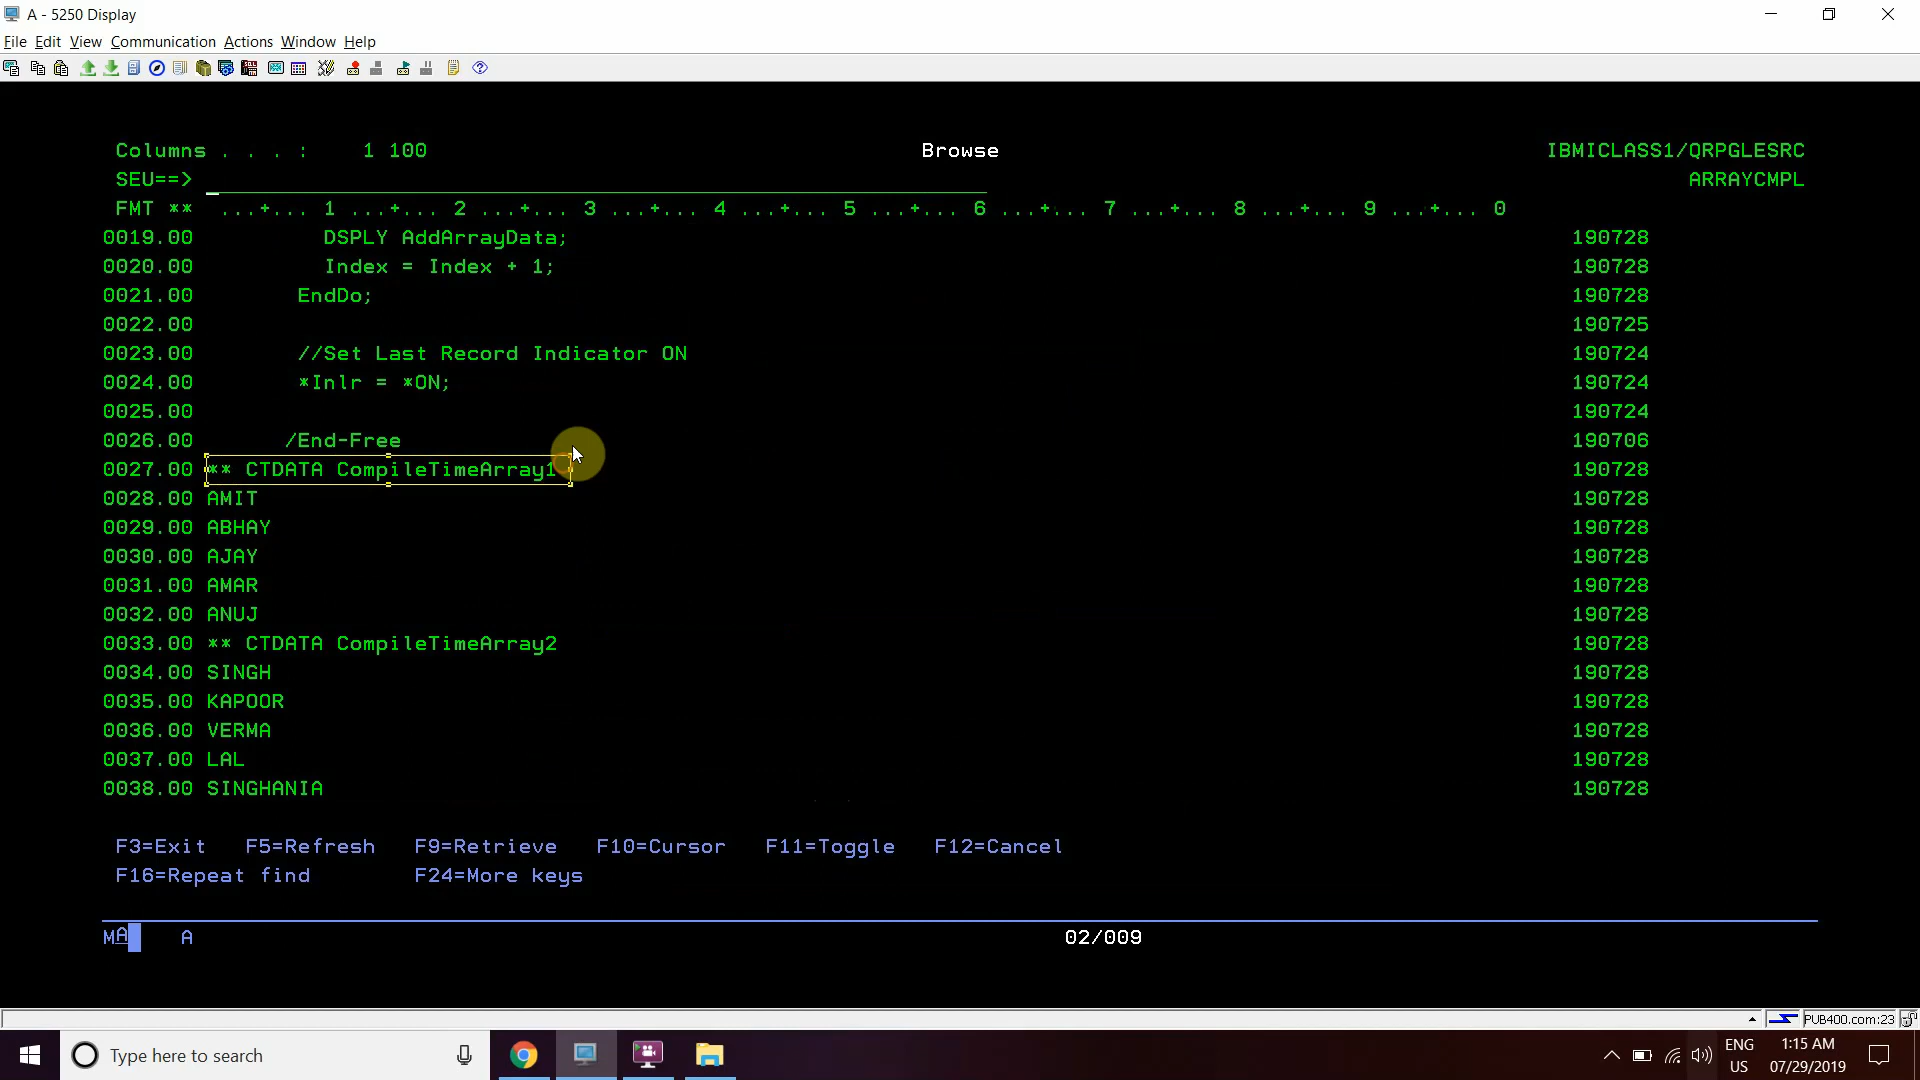 A - 5250 Display
File Edit View Communication Actions Window Help
Columns . . . : 1 100 Browse IBMICLASS1/QRPGLESRC
SEU==> ARRAYCMPL
FMT ** ...+... 1 ...+... 2 ...+... 3 ...+... 4 ...+... 5 ...+... 6 ...+... 7 ...+... 8 ...+... 9 ...+... 0
0019.00 DSPLY AddArrayData; 190728
0020.00 Index = Index + 1; 190728
0021.00 EndDo; 190728
0022.00 190725
0023.00 //Set Last Record Indicator ON 190724
0024.00 *Inlr = *ON; 190724
0025.00 190724
0026.00 /End-Free 190706
0027.00 ** CTDATA CompileTimeArray1 190728
0028.00 AMIT 190728
0029.00 ABHAY 190728
0030.00 AJAY 190728
0031.00 AMAR 190728
0032.00 ANUJ 190728
0033.00 ** CTDATA CompileTimeArray2 190728
0034.00 SINGH 190728
0035.00 KAPOOR 190728
0036.00 VERMA 190728
0037.00 LAL 190728
0038.00 SINGHANIA 190728
F3=Exit F5=Refresh F9=Retrieve F10=Cursor F11=Toggle F12=Cancel
F16=Repeat find F24=More keys
MA A 02/009
PUB400.com:23
Type here to search
ENG 1:15 AM
US 07/29/2019